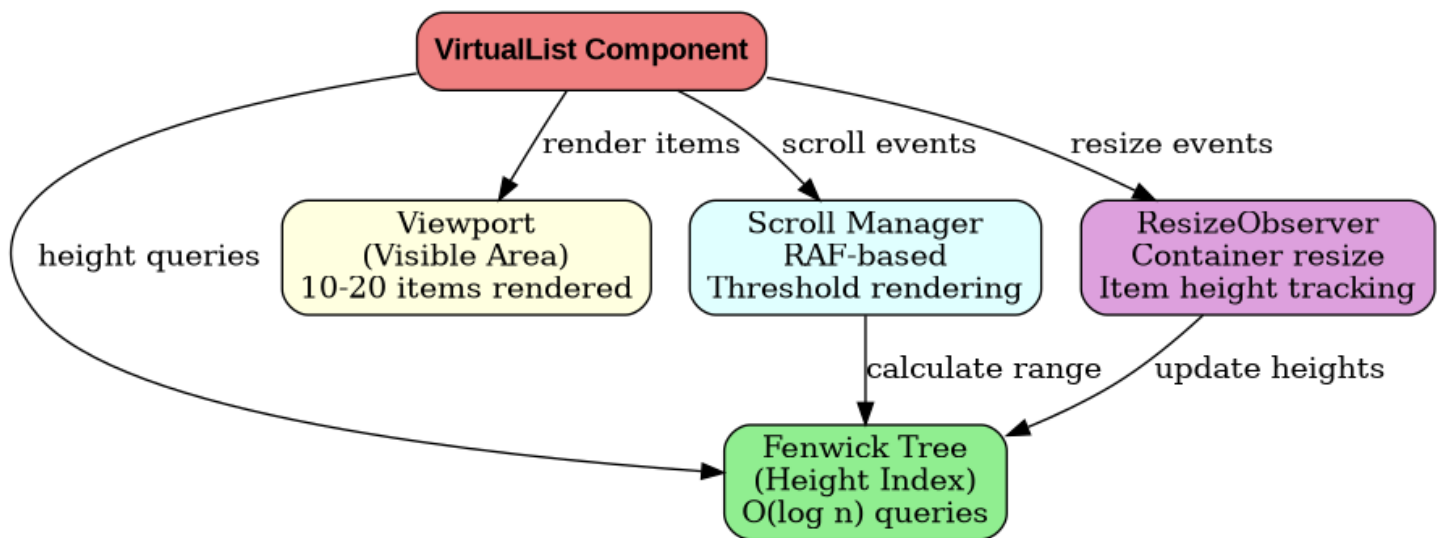 VirtualList Component
render items
scroll events
resize events
height queries
Viewport
(Visible Area)
10-20 items rendered
Scroll Manager
RAF-based
Threshold rendering
ResizeObserver
Container resize
Item height tracking
calculate range
update heights
Fenwick Tree
(Height Index)
O(log n) queries